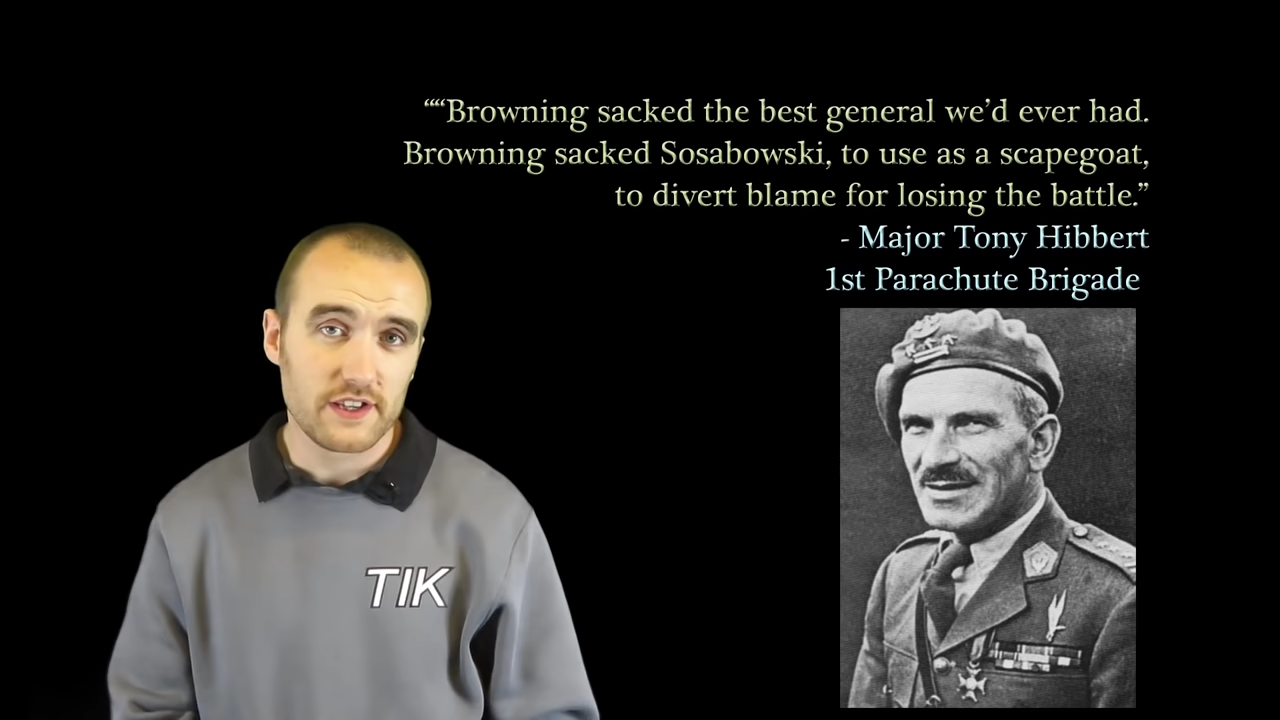 ““Browning sacked the best general we’d ever had.
Browning sacked Sosabowski, to use as a scapegoat,
to divert blame for losing the battle.”
- Major Tony Hibbert
1st Parachute Brigade
TIK